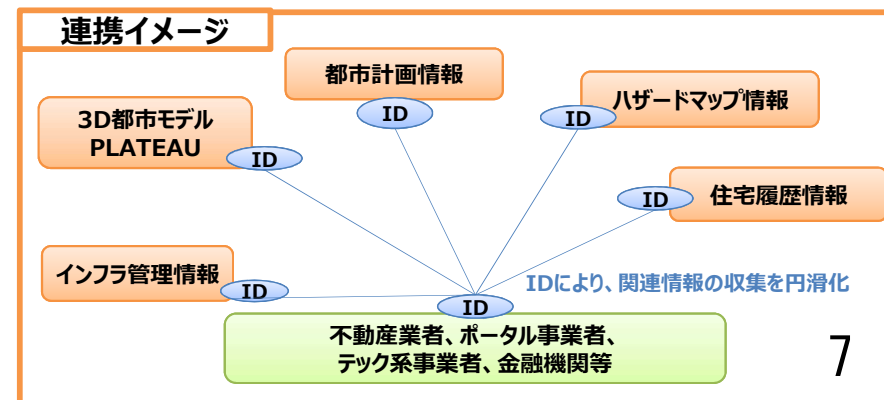 連携イメージ
都市計画情報
ID
ハザードマップ情報
ID
3D都市モデル
PLATEAU
ID
住宅履歴情報
ID
インフラ管理情報
ID
IDにより、関連情報の収集を円滑化
ID
不動産業者、ポータル事業者、
テック系事業者、金融機関等
7